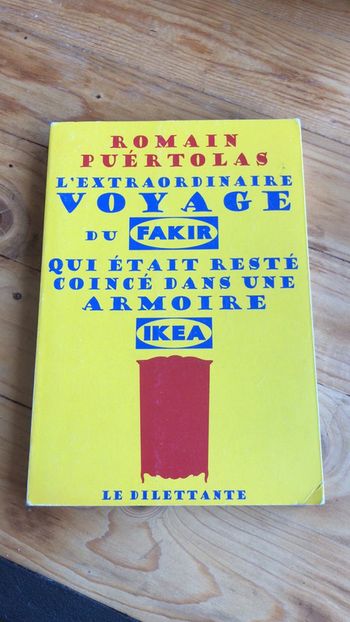 ROMAIN
PUÉRTOLAS
L'EXTRAORDINAIRE
VOYAGE
DU FAKIR
QUI ÉTAIT RESTÉ
COINCÉ DANS UNE
ARMOIRE
IKEA
LE DILETTANTE